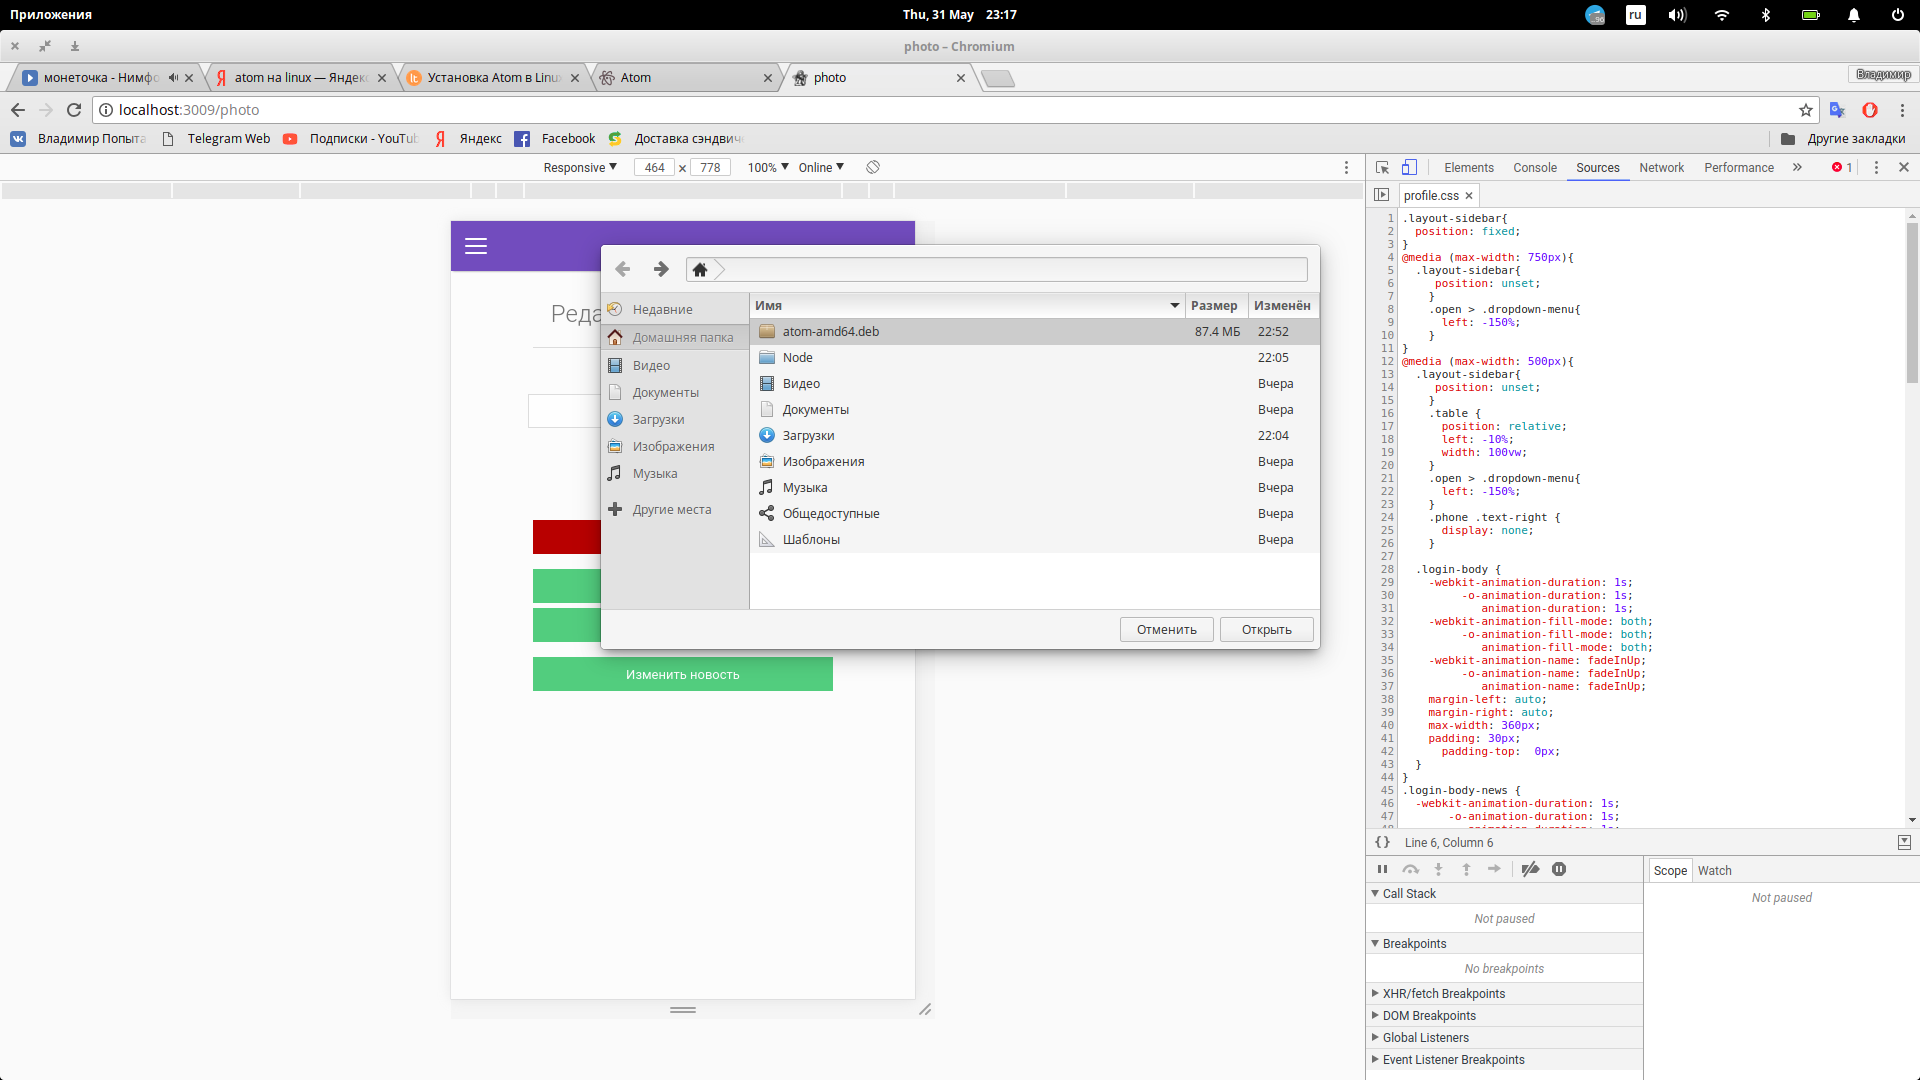 Приложения
Thu, 31 May 23:17
96
ru
photo – Chromium
монеточка - Нимфо
atom на linux — Яндекс
Установка Atom в Linux
Atom
photo
Владимир
localhost:3009/photo
Владимир Попыта
Telegram Web
Подписки - YouTub
Яндекс
Facebook
Доставка сэндвич
Другие закладки
Responsive
464 × 778
100%
Online
Elements
Console
Sources
Network
Performance
1
profile.css
Реда
Изменить новость
Недавние
Домашняя папка
Видео
Документы
Загрузки
Изображения
Музыка
Другие места
Имя Размер Изменён
atom-amd64.deb 87.4 МБ 22:52
Node 22:05
Видео Вчера
Документы Вчера
Загрузки 22:04
Изображения Вчера
Музыка Вчера
Общедоступные Вчера
Шаблоны Вчера
Отменить
Открыть
1 .layout-sidebar{
2 position: fixed;
3 }
4 @media (max-width: 750px){
5 .layout-sidebar{
6 position: unset;
7 }
8 .open > .dropdown-menu{
9 left: -150%;
10 }
11 }
12 @media (max-width: 500px){
13 .layout-sidebar{
14 position: unset;
15 }
16 .table {
17 position: relative;
18 left: -10%;
19 width: 100vw;
20 }
21 .open > .dropdown-menu{
22 left: -150%;
23 }
24 .phone .text-right {
25 display: none;
26 }
27
28 .login-body {
29 -webkit-animation-duration: 1s;
30 -o-animation-duration: 1s;
31 animation-duration: 1s;
32 -webkit-animation-fill-mode: both;
33 -o-animation-fill-mode: both;
34 animation-fill-mode: both;
35 -webkit-animation-name: fadeInUp;
36 -o-animation-name: fadeInUp;
37 animation-name: fadeInUp;
38 margin-left: auto;
39 margin-right: auto;
40 max-width: 360px;
41 padding: 30px;
42 padding-top: 0px;
43 }
44 }
45 .login-body-news {
46 -webkit-animation-duration: 1s;
47 -o-animation-duration: 1s;
48 animation-duration: 1s;
{} Line 6, Column 6
Call Stack
Not paused
Breakpoints
No breakpoints
XHR/fetch Breakpoints
DOM Breakpoints
Global Listeners
Event Listener Breakpoints
Scope
Watch
Not paused